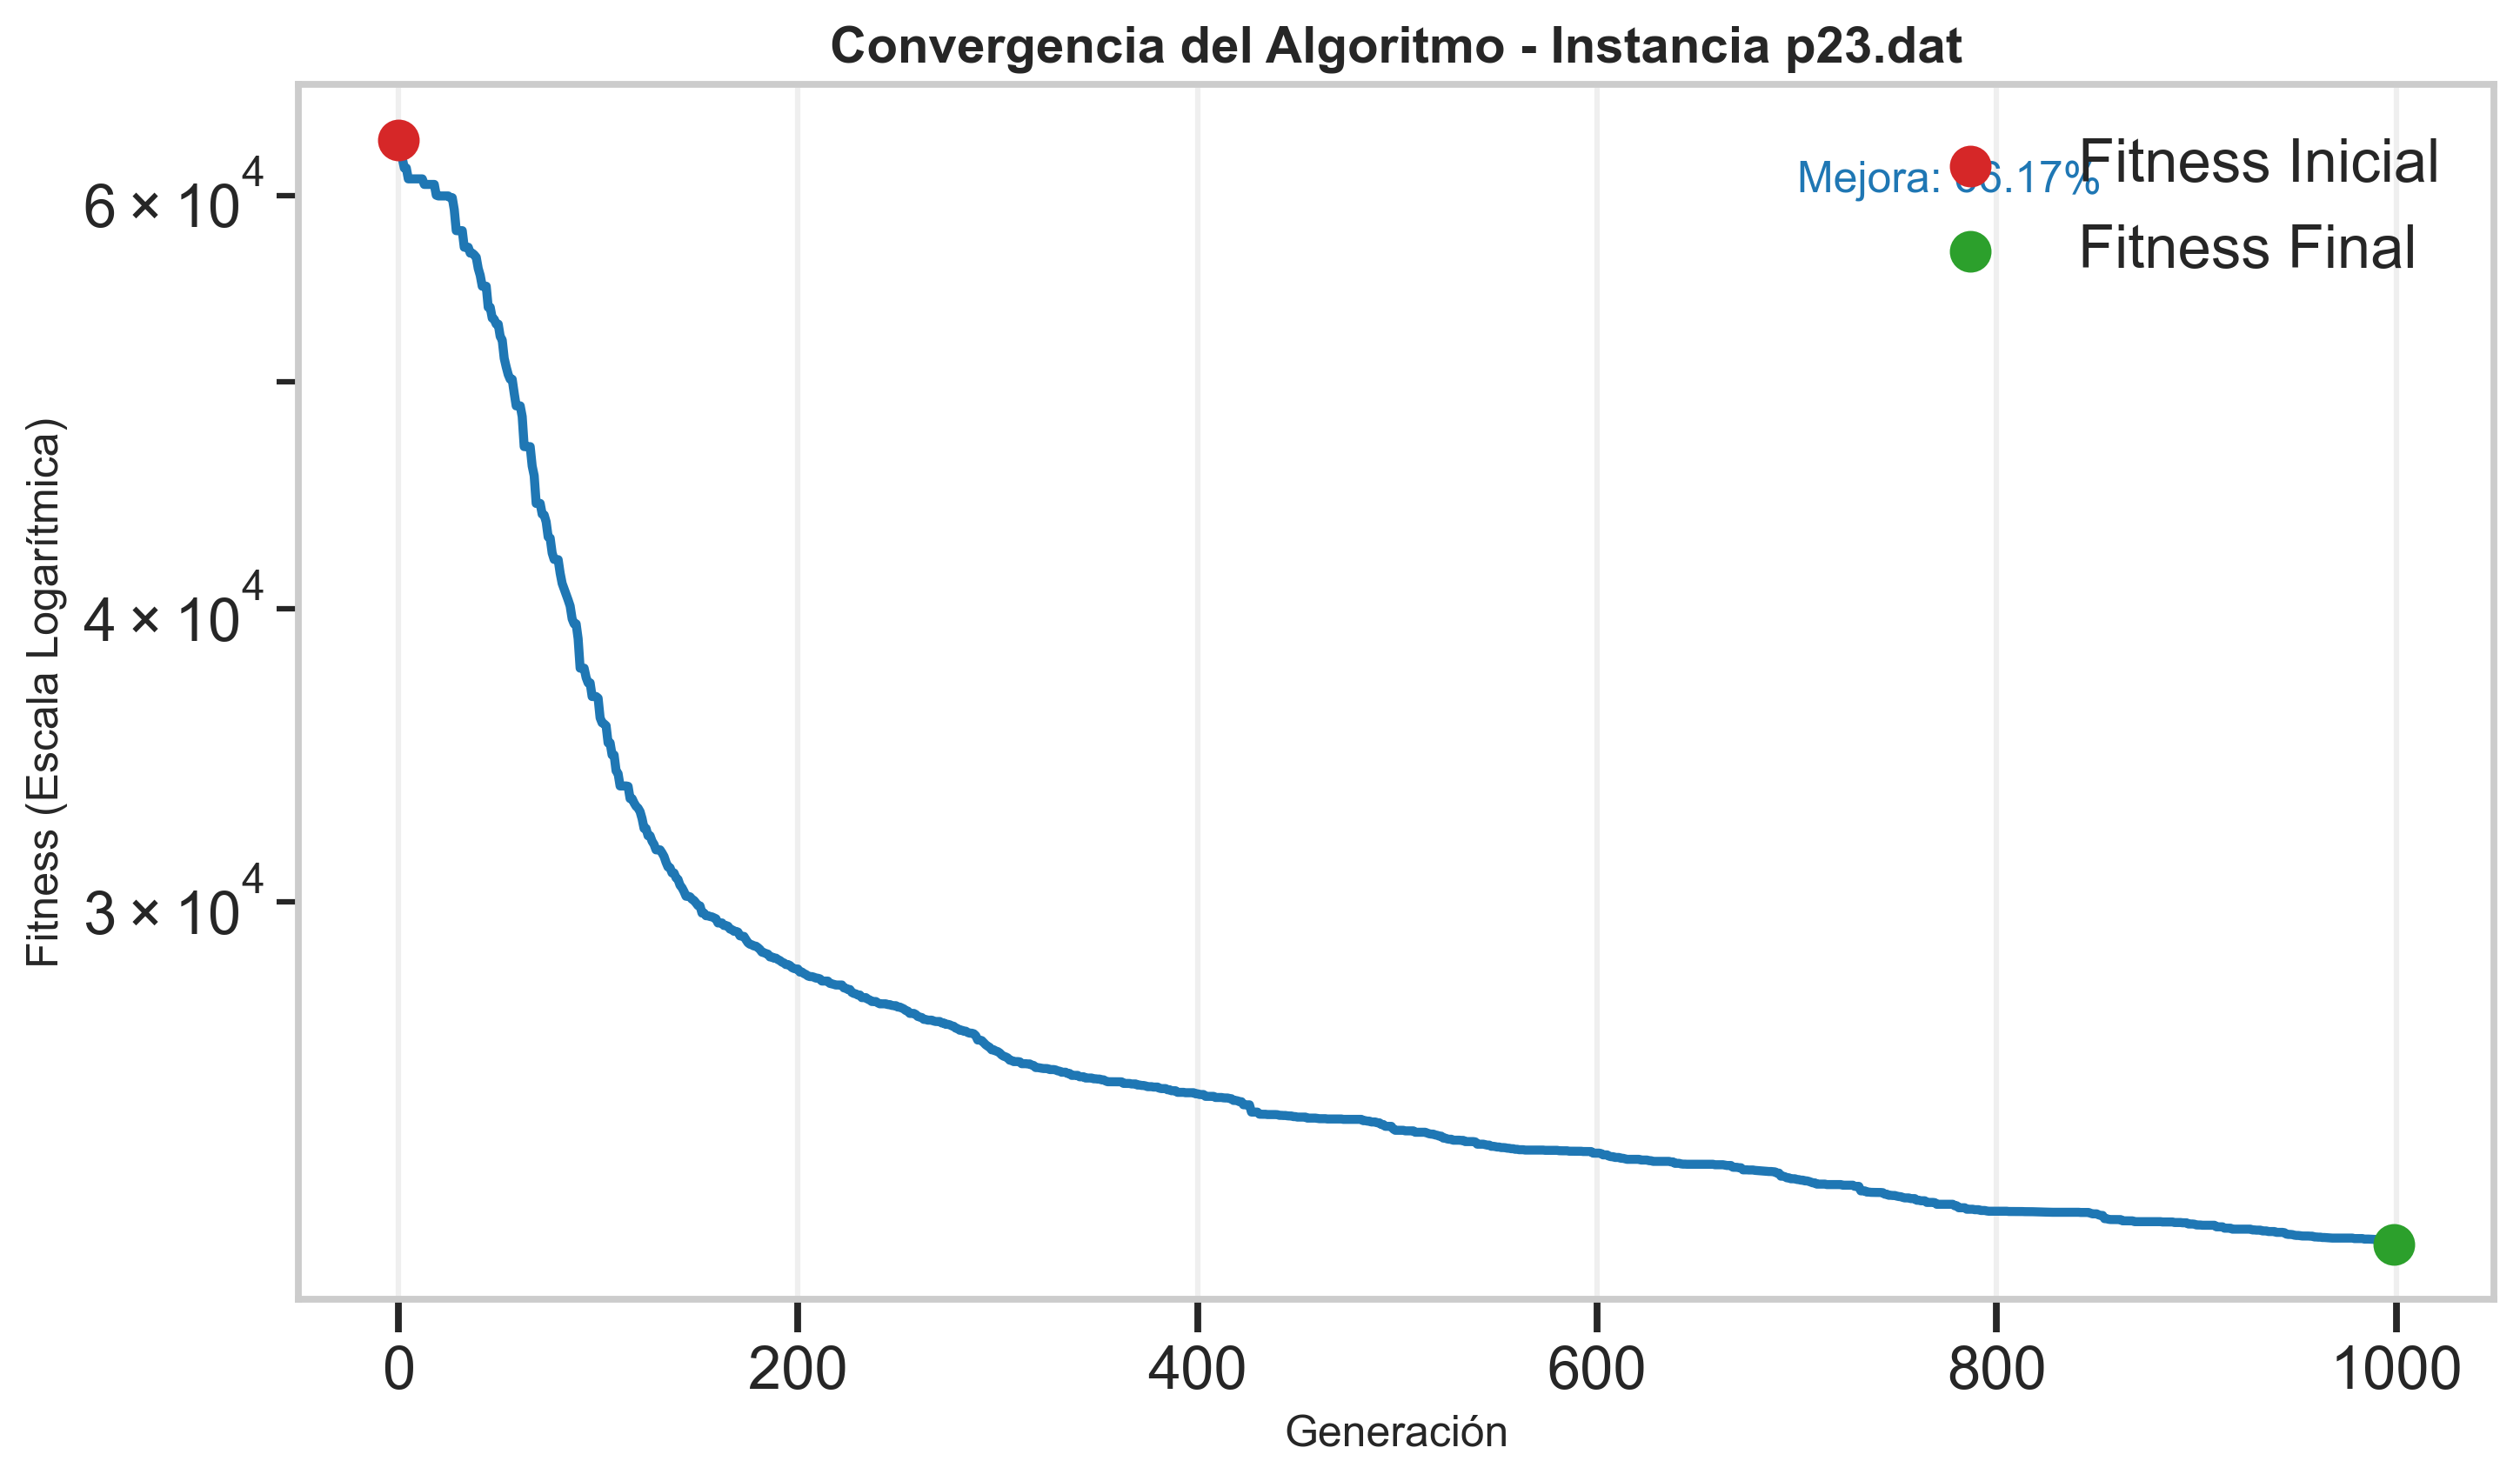 Convergencia del Algoritmo - Instancia p23.dat
Fitness (Escala Logarítmica)
6 × 10^4
4 × 10^4
3 × 10^4
Mejora:
Fitness Inicial
Fitness Final
0 200 400 600 800 1000
Generación